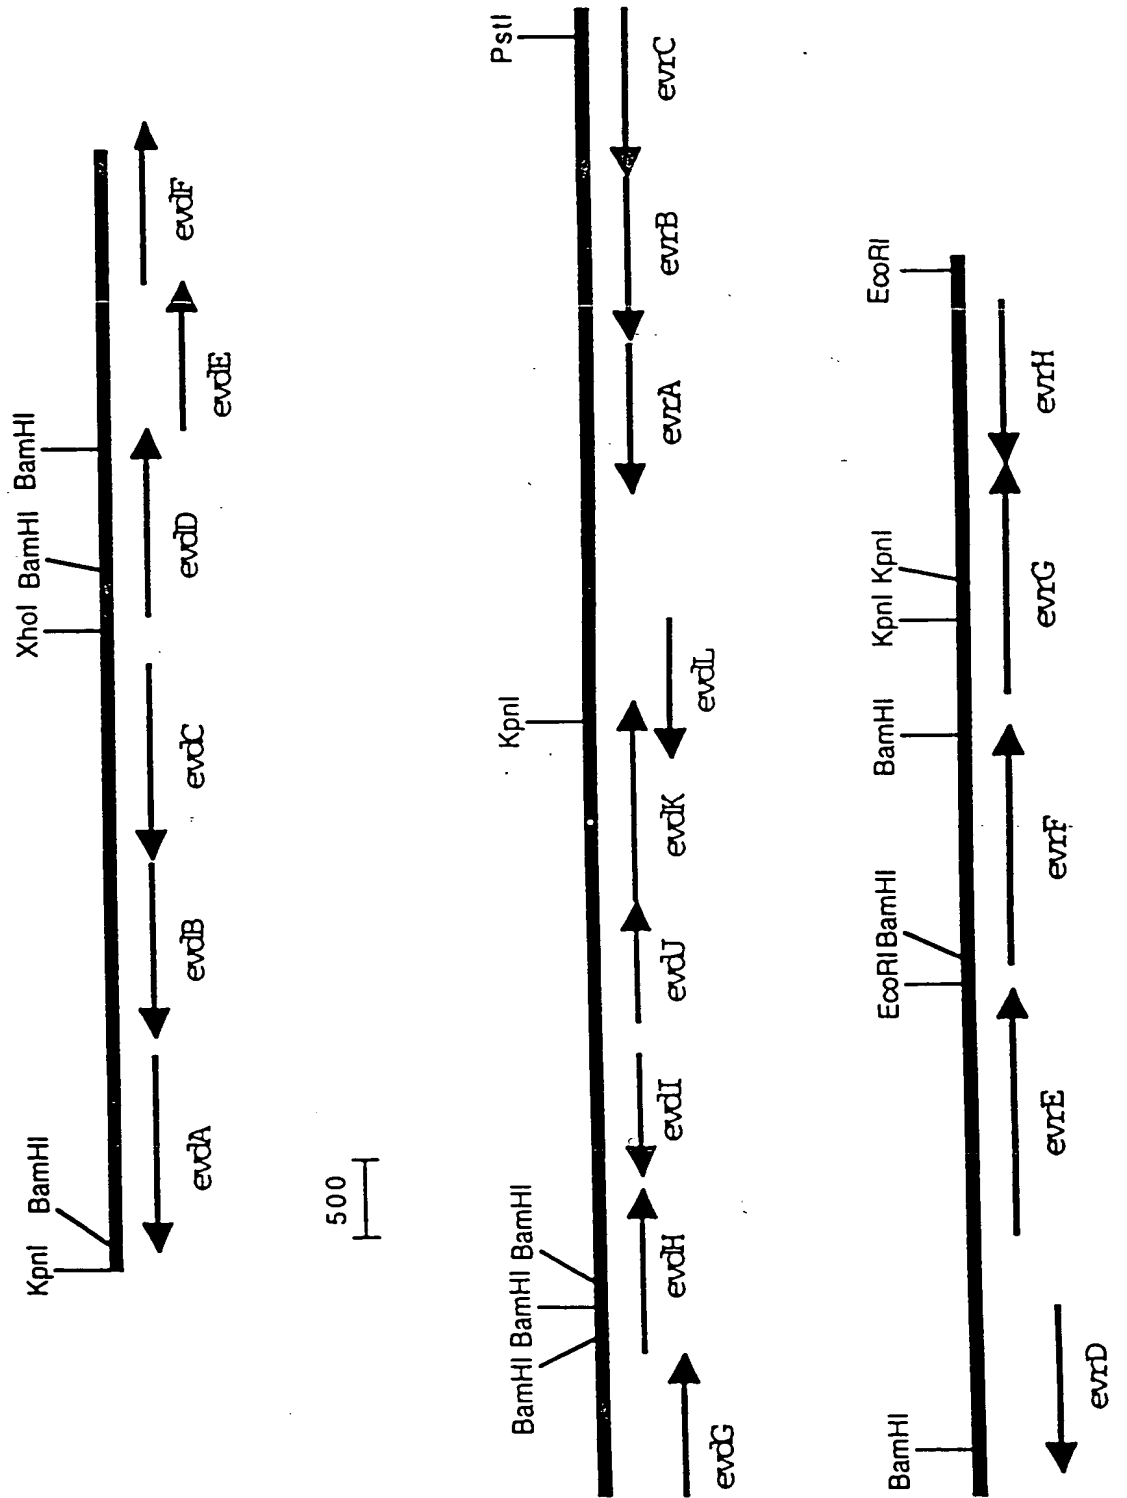 KpnI BamHI XhoI BamHI BamHI
evdA evdB evdC evdD evdE evdF
500
BamHI BamHI BamHI KpnI PstI
evdG evdH evdI evdJ evdK evdL evrA evrB evrC
BamHI EcoRI BamHI BamHI KpnI KpnI EcoRI
evrD evrE evrF evrG evrH